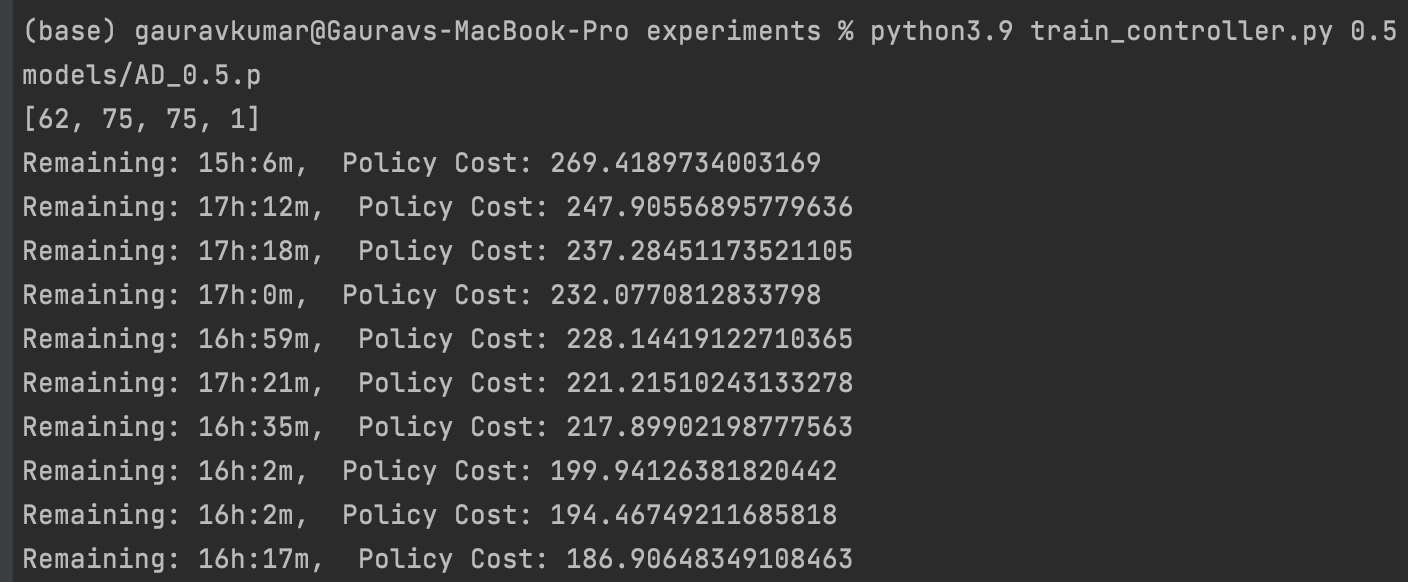 (base) gauravkumar@Gauravs-MacBook-Pro experiments % python3.9 train_controller.py 0.5
models/AD_0.5.p
[62, 75, 75, 1]
Remaining: 15h:6m,  Policy Cost: 269.4189734003169
Remaining: 17h:12m,  Policy Cost: 247.90556895779636
Remaining: 17h:18m,  Policy Cost: 237.28451173521105
Remaining: 17h:0m,  Policy Cost: 232.0770812833798
Remaining: 16h:59m,  Policy Cost: 228.14419122710365
Remaining: 17h:21m,  Policy Cost: 221.21510243133278
Remaining: 16h:35m,  Policy Cost: 217.89902198777563
Remaining: 16h:2m,  Policy Cost: 199.94126381820442
Remaining: 16h:2m,  Policy Cost: 194.46749211685818
Remaining: 16h:17m,  Policy Cost: 186.90648349108463